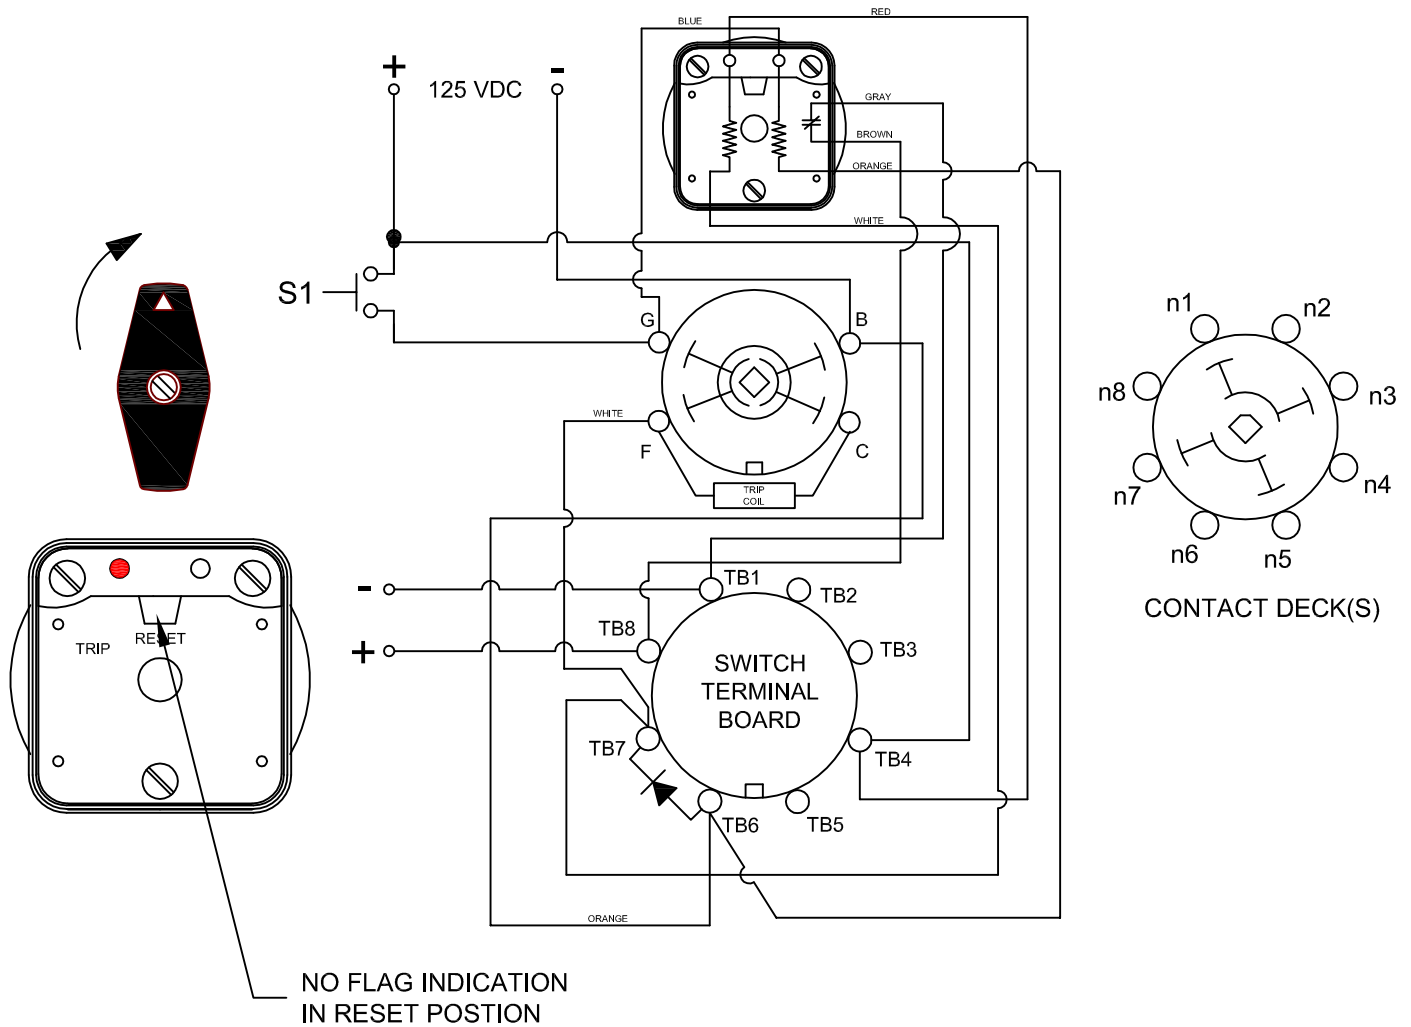 RED
BLUE
+
125 VDC
-
GRAY
BROWN
ORANGE
WHITE
S1
G
B
WHITE
F
C
TRIP
COIL
n1
n2
n8
n3
n7
n4
n6
n5
CONTACT DECK(S)
-
TB1
TB2
TB8
TB3
+
SWITCH
TERMINAL
BOARD
TRIP
RESET
TB7
TB4
TB6
TB5
ORANGE
NO FLAG INDICATION
IN RESET POSTION